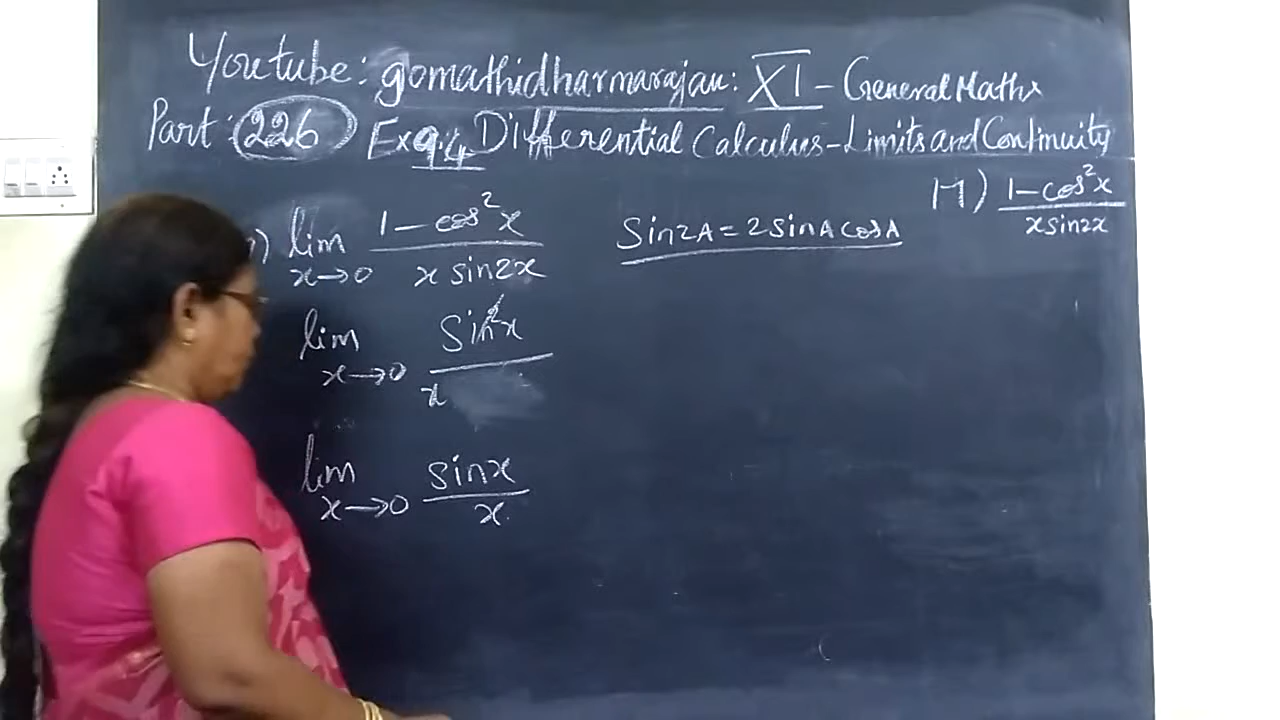 Youtube: gomathidharmarajan: XI - General Maths
Part: 226 Ex 9.4 Differential Calculus - Limits and Continuity
lim x→0 1 - cos²x / x sin2x
Sin2A = 2 sinA cosA
1 - cos²x / x sin2x
lim x→0 Sin²x / x
lim x→0 sinx / x